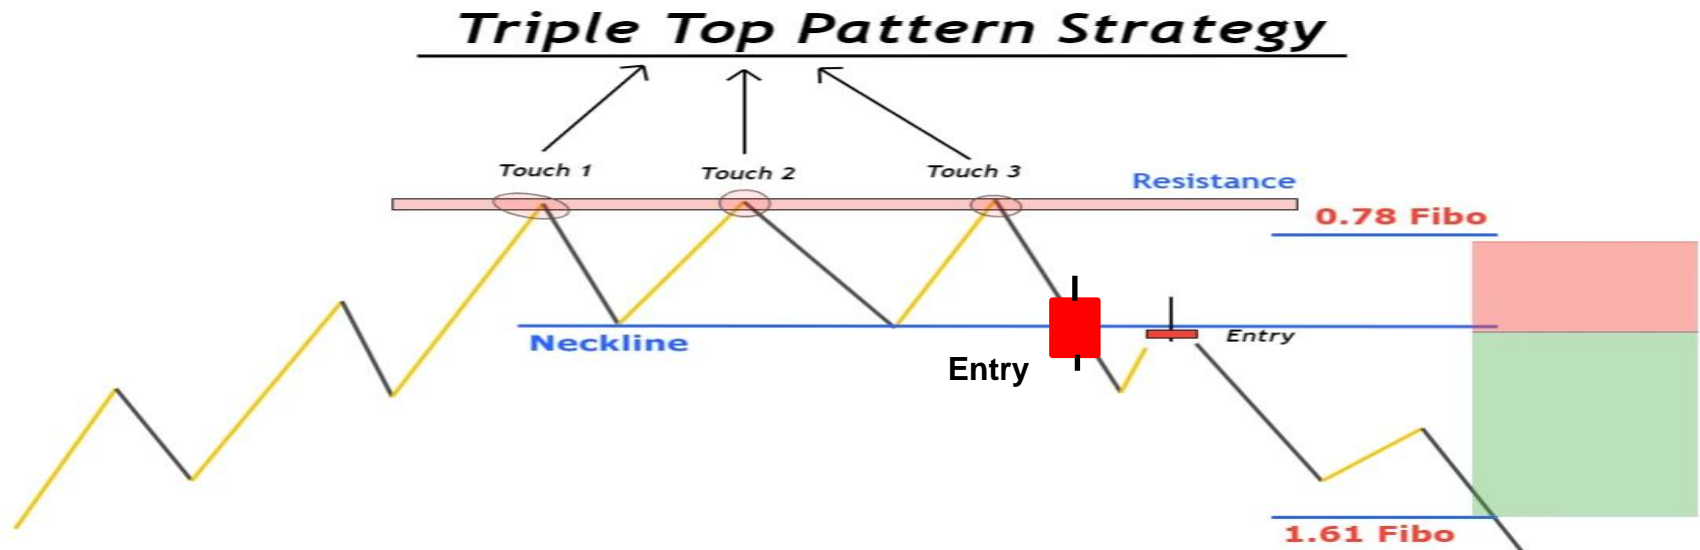 Triple Top Pattern Strategy
Touch 1
Touch 2
Touch 3
Resistance
0.78 Fibo
Neckline
Entry
Entry
1.61 Fibo